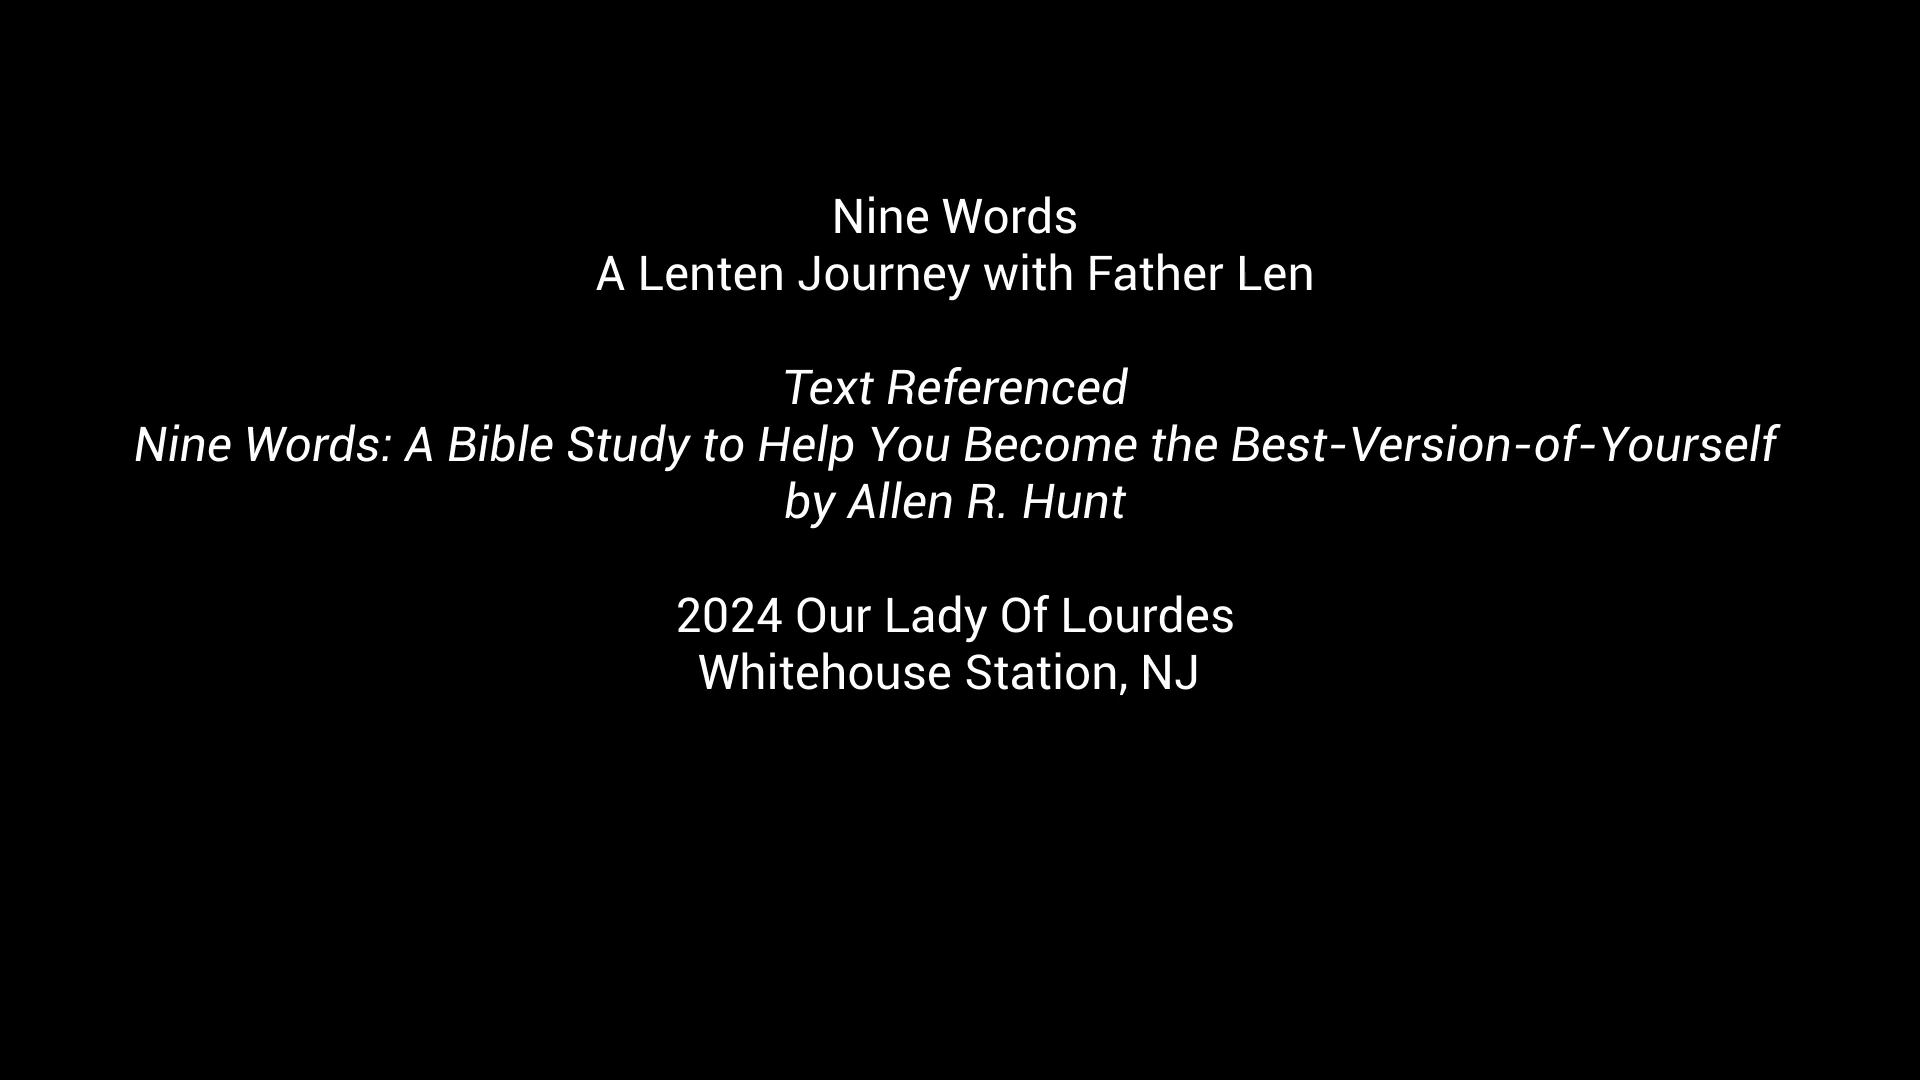 Nine Words
A Lenten Journey with Father Len
Text Referenced
Nine Words: A Bible Study to Help You Become the Best-Version-of-Yourself
by Allen R. Hunt
2024 Our Lady Of Lourdes
Whitehouse Station, NJ